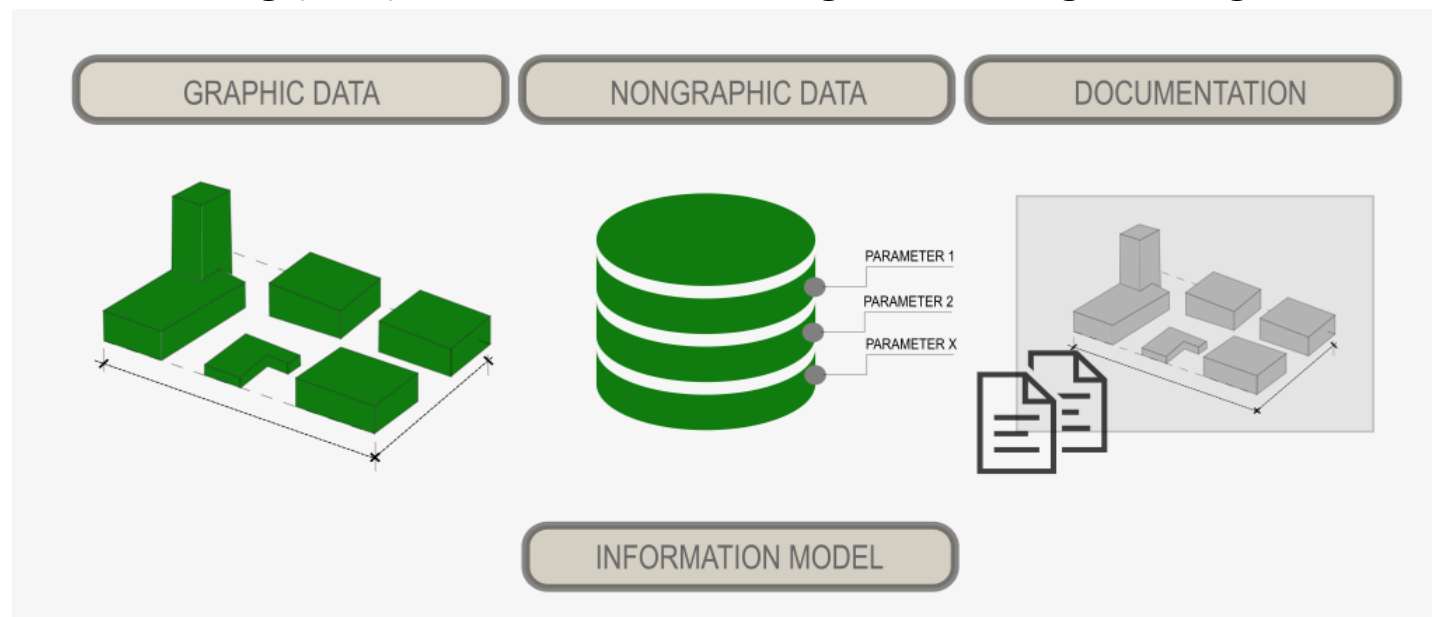 GRAPHIC DATA
NONGRAPHIC DATA
DOCUMENTATION
PARAMETER 1
PARAMETER 2
PARAMETER X
INFORMATION MODEL